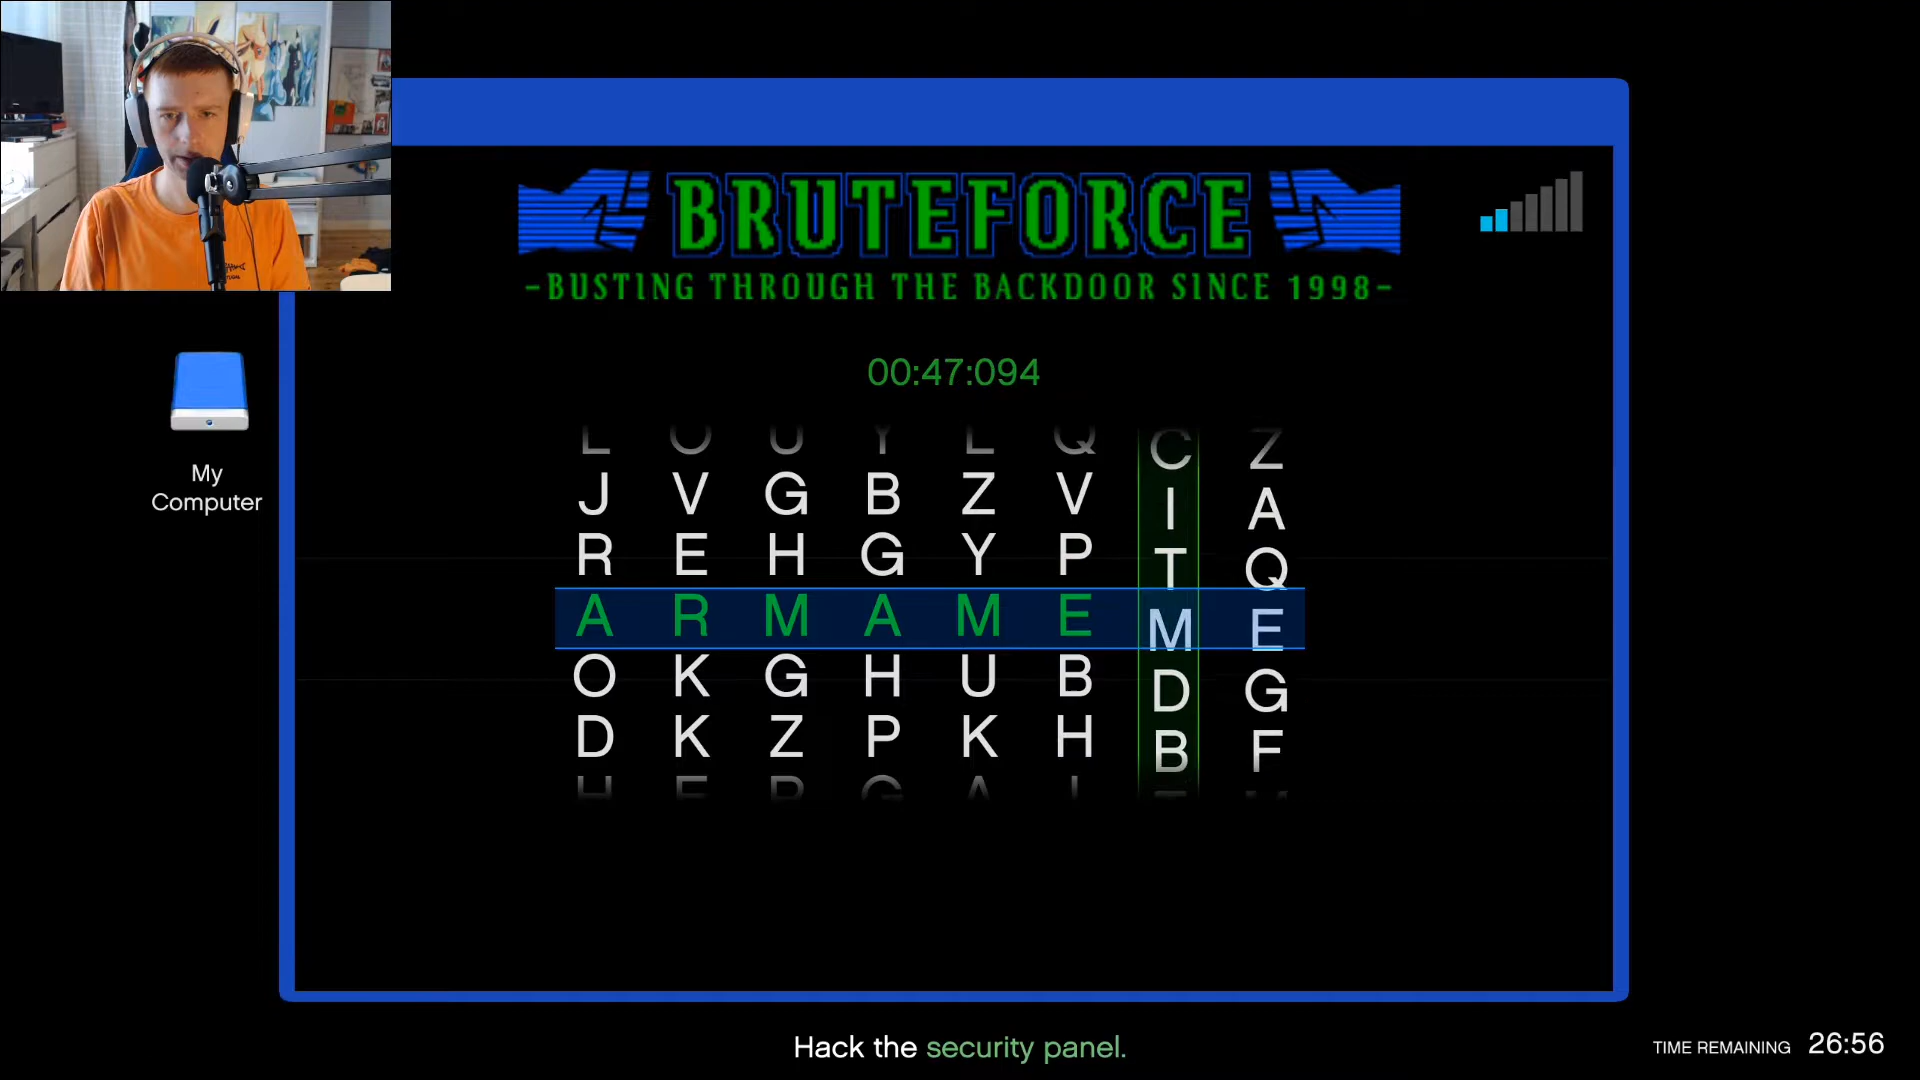 BRUTEFORCE
-BUSTING THROUGH THE BACKDOOR SINCE 1998-
00:47:094
My
Computer
L O U Y L Q C Z
J V G B Z V I A
R E H G Y P T Q
A R M A M E M E
O K G H U B D G
D K Z P K H B F
Hack the security panel.
TIME REMAINING 26:56